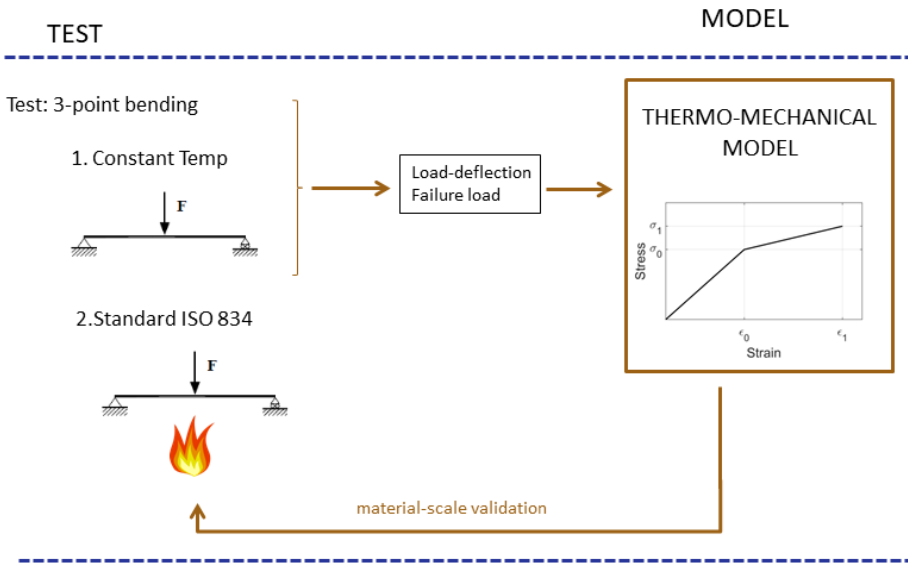 TEST
MODEL
Test: 3-point bending
1. Constant Temp
F
2.Standard ISO 834
F
Load-deflection
Failure load
THERMO-MECHANICAL
MODEL
Stress
σ1
σ0
ϵ0
ϵ1
Strain
material-scale validation